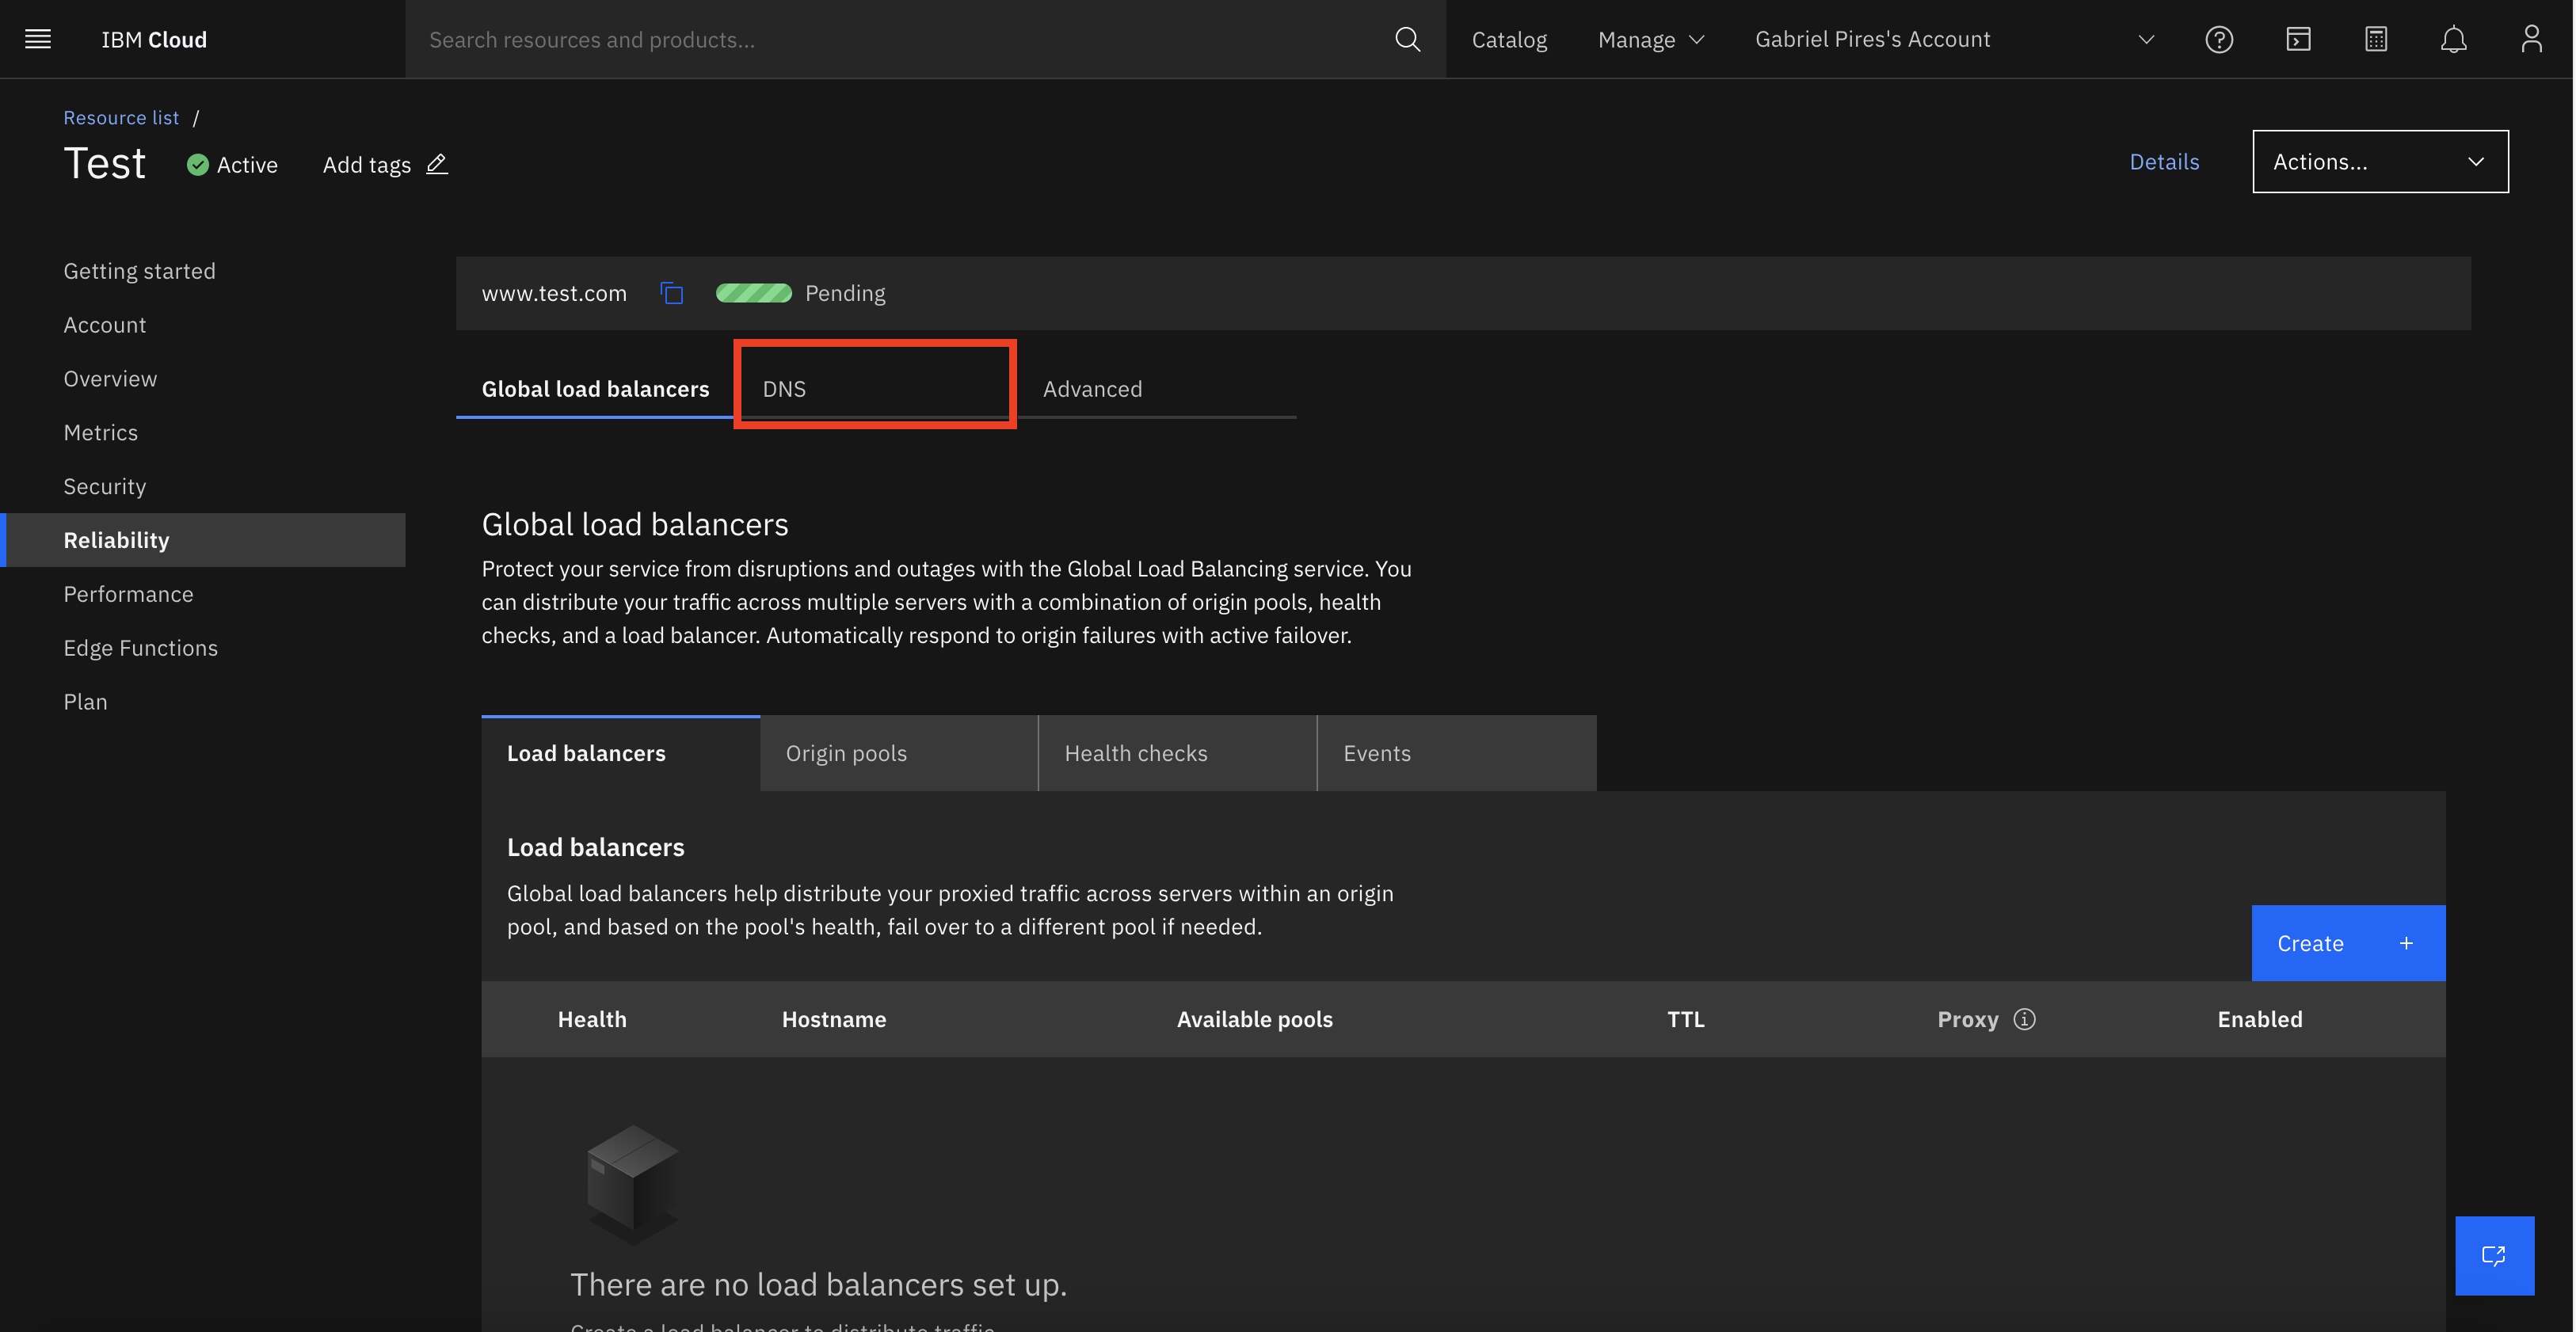 IBM Cloud
Search resources and products...
Catalog
Manage
Gabriel Pires's Account
Resource list /
Test
Active
Add tags
Details
Actions...
Getting started
Account
Overview
Metrics
Security
Reliability
Performance
Edge Functions
Plan
www.test.com
Pending
Global load balancers
DNS
Advanced
Global load balancers
Protect your service from disruptions and outages with the Global Load Balancing service. You
can distribute your traffic across multiple servers with a combination of origin pools, health
checks, and a load balancer. Automatically respond to origin failures with active failover.
Load balancers
Origin pools
Health checks
Events
Load balancers
Global load balancers help distribute your proxied traffic across servers within an origin
pool, and based on the pool's health, fail over to a different pool if needed.
Create +
Health
Hostname
Available pools
TTL
Proxy
Enabled
There are no load balancers set up.
Create a load balancer to distribute traffic